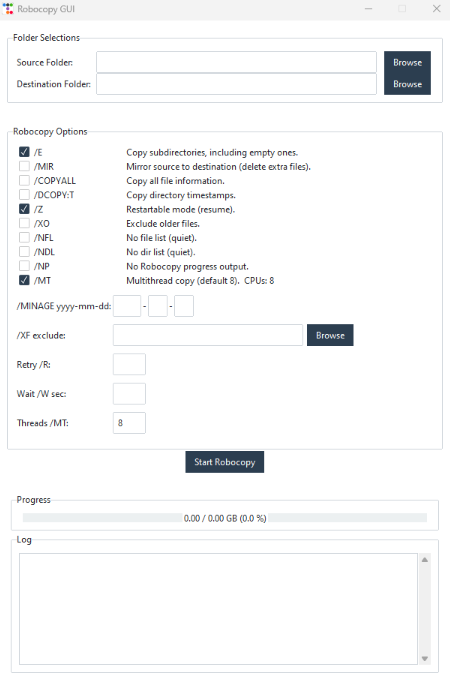 Robocopy GUI
Folder Selections
Source Folder: Browse
Destination Folder: Browse
Robocopy Options
/E Copy subdirectories, including empty ones.
/MIR Mirror source to destination (delete extra files).
/COPYALL Copy all file information.
/DCOPY:T Copy directory timestamps.
/Z Restartable mode (resume).
/XO Exclude older files.
/NFL No file list (quiet).
/NDL No dir list (quiet).
/NP No Robocopy progress output.
/MT Multithread copy (default 8). CPUs: 8
/MINAGE yyyy-mm-dd: - -
/XF exclude: Browse
Retry /R:
Wait /W sec:
Threads /MT: 8
Start Robocopy
Progress
0.00 / 0.00 GB (0.0 %)
Log